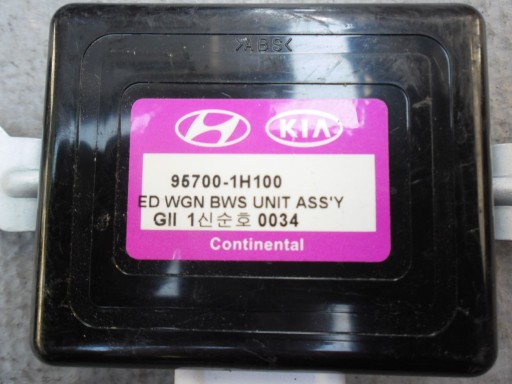 >ABS<
KIA
95700-1H100
ED WGN BWS UNIT ASS'Y
GII 1신순호 0034
Continental